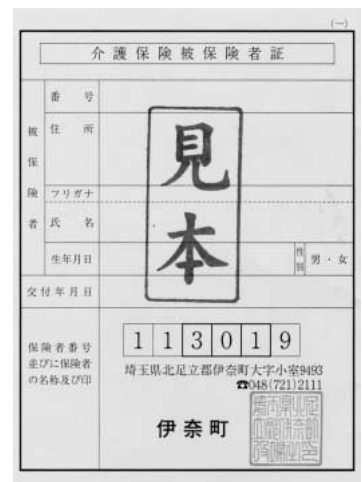 (一)
介護保険被保険者証
被保険者
番号
住所
フリガナ
氏名
生年月日
性別
男・女
交付年月日
見本
保険者番号
並びに保険者
の名称及び印
113019
埼玉県北足立郡伊奈町大字小室9493
☎048(721)2111
伊奈町